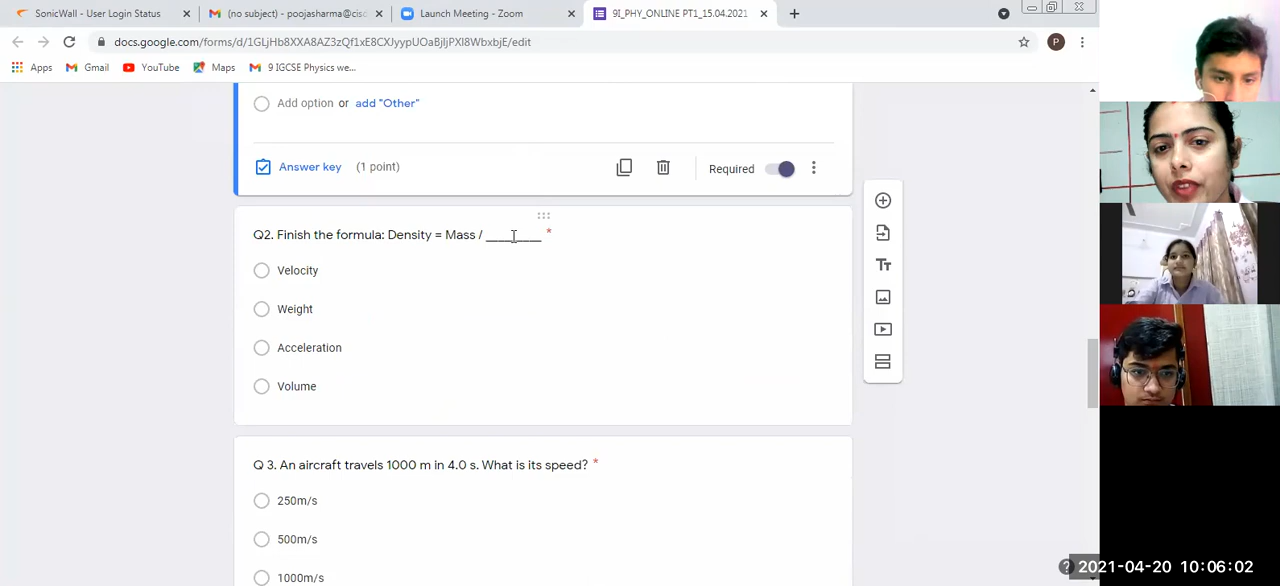 SonicWall - User Login Status
(no subject) - poojasharma@cisd
Launch Meeting - Zoom
9I_PHY_ONLINE PT1_15.04.2021
docs.google.com/forms/d/1GLjHb8XXA8AZ3zQf1xE8CXJyypUOaBjIjPXI8WbxbjE/edit
P
Apps
Gmail
YouTube
Maps
9 IGCSE Physics we...
Add option or add "Other"
Answer key (1 point)
Required
Q2. Finish the formula: Density = Mass / _________ *
Velocity
Weight
Acceleration
Volume
Q 3. An aircraft travels 1000 m in 4.0 s. What is its speed? *
250m/s
500m/s
1000m/s
2021-04-20 10:06:02